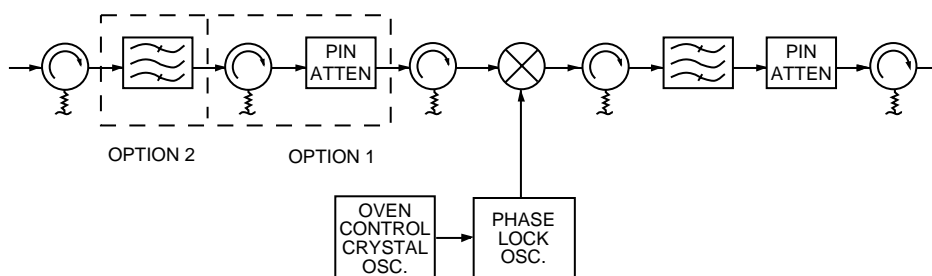 PIN
ATTEN
PIN
ATTEN
OPTION 2
OPTION 1
OVEN
CONTROL
CRYSTAL
OSC.
PHASE
LOCK
OSC.